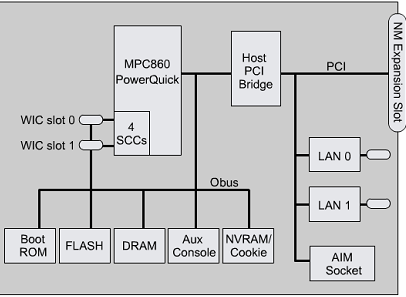 MPC860
PowerQuick
Host
PCI
Bridge
PCI
NM Expansion Slot
WIC slot 0
WIC slot 1
4
SCCs
LAN 0
LAN 1
Obus
Boot
ROM
FLASH
DRAM
Aux
Console
NVRAM/
Cookie
AIM
Socket